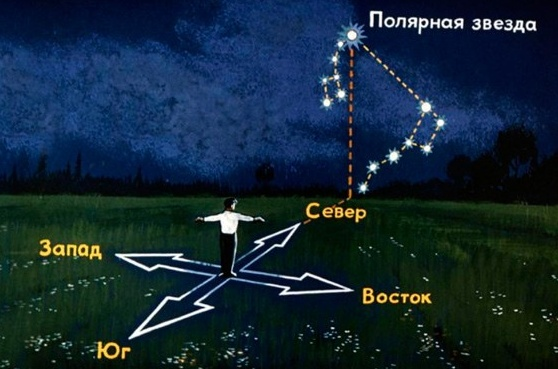 Полярная звезда
Север
Запад
Восток
Юг